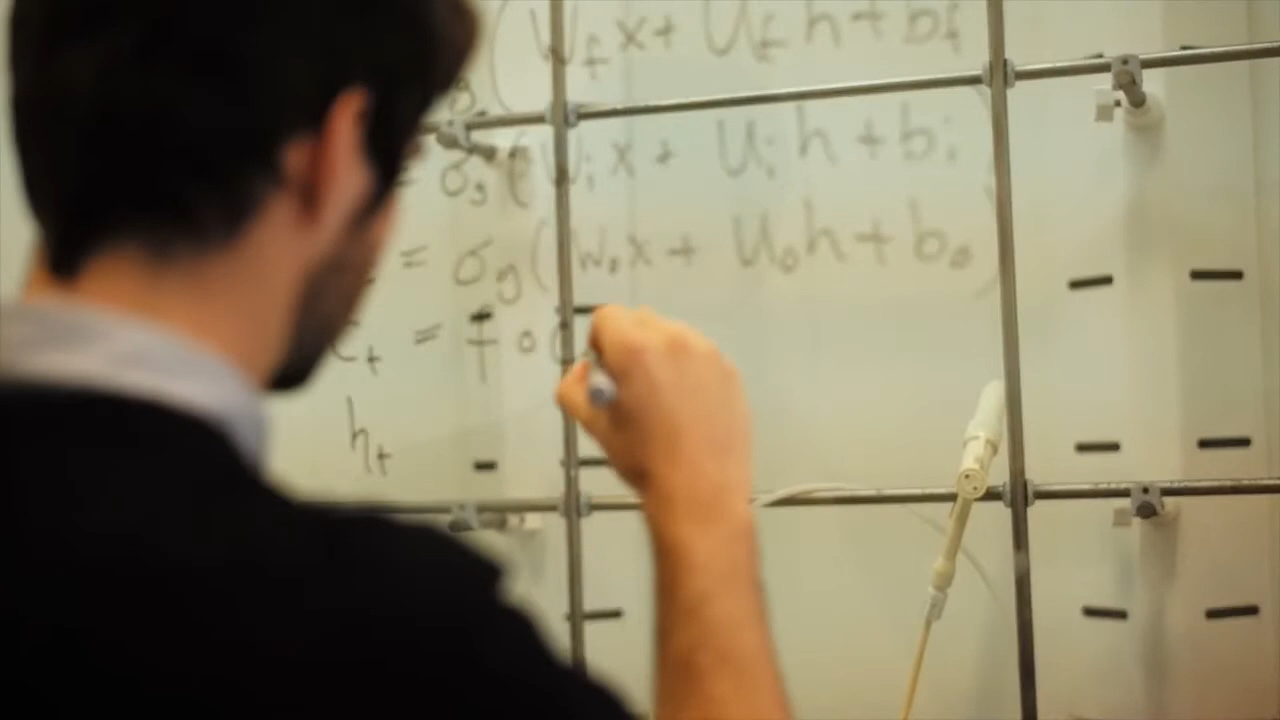 (W_f x + U_f h + b_f
= σ_g (W_i x + U_i h + b_i
= σ_g (W_o x + U_o h + b_o)
c_t = f o c
h_t